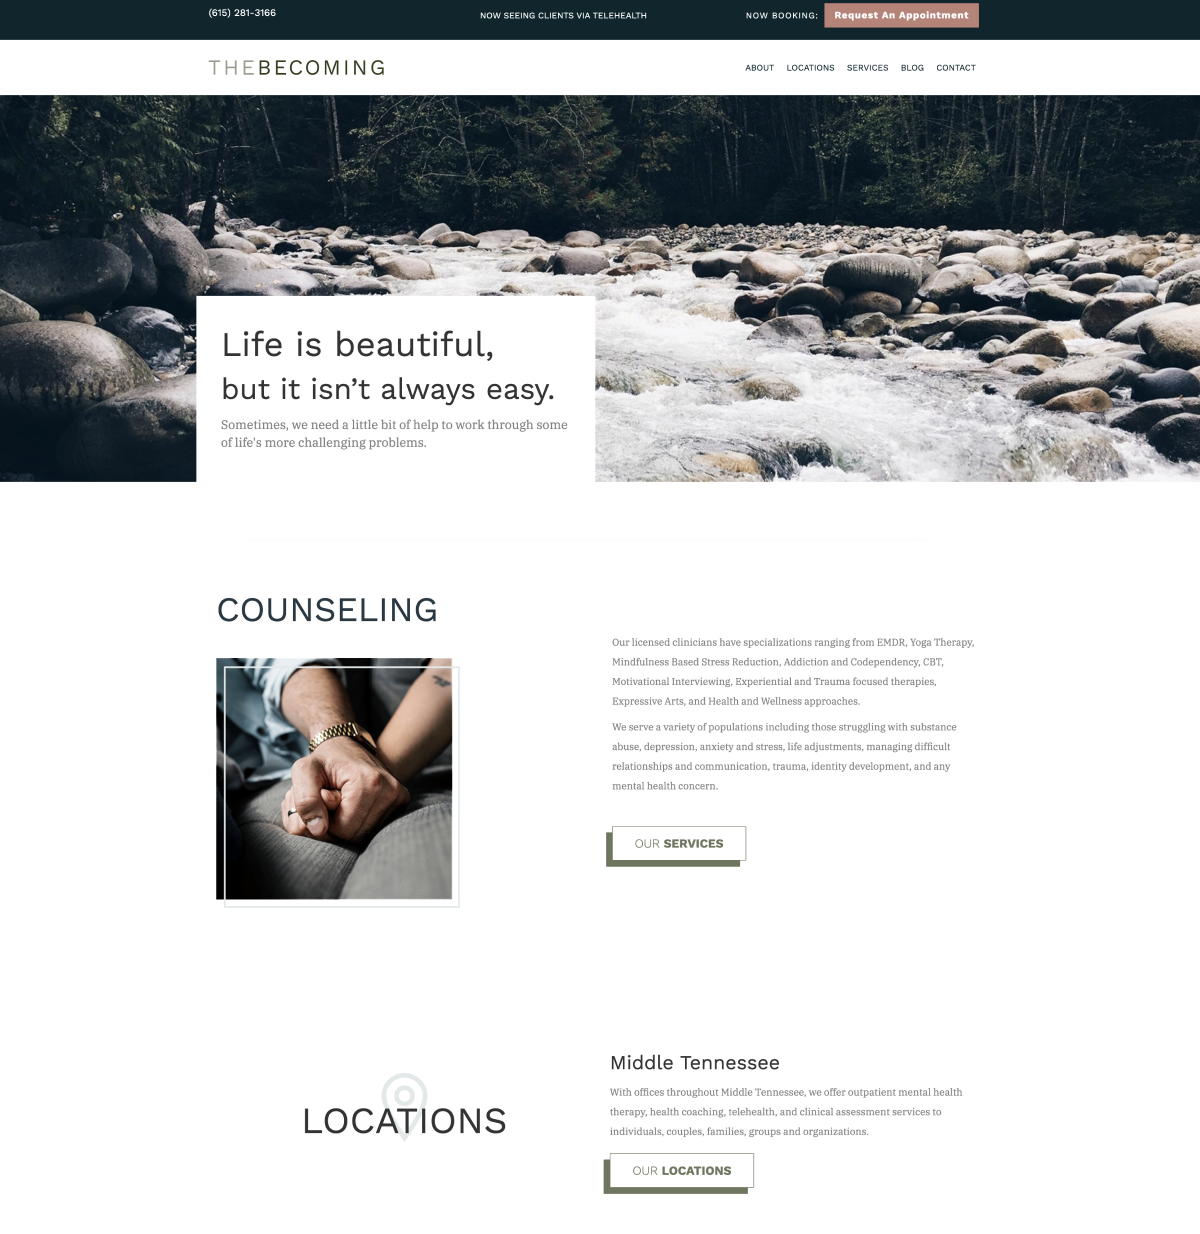 (615) 281-3166
NOW SEEING CLIENTS VIA TELEHEALTH
NOW BOOKING:
Request An Appointment
THEBECOMING
ABOUT
LOCATIONS
SERVICES
BLOG
CONTACT
Life is beautiful,
but it isn’t always easy.
Sometimes, we need a little bit of help to work through some
of life's more challenging problems.
COUNSELING
Our licensed clinicians have specializations ranging from EMDR, Yoga Therapy,
Mindfulness Based Stress Reduction, Addiction and Codependency, CBT,
Motivational Interviewing, Experiential and Trauma focused therapies,
Expressive Arts, and Health and Wellness approaches.
We serve a variety of populations including those struggling with substance
abuse, depression, anxiety and stress, life adjustments, managing difficult
relationships and communication, trauma, identity development, and any
mental health concern.
OUR SERVICES
LOCATIONS
Middle Tennessee
With offices throughout Middle Tennessee, we offer outpatient mental health
therapy, health coaching, telehealth, and clinical assessment services to
individuals, couples, families, groups and organizations.
OUR LOCATIONS